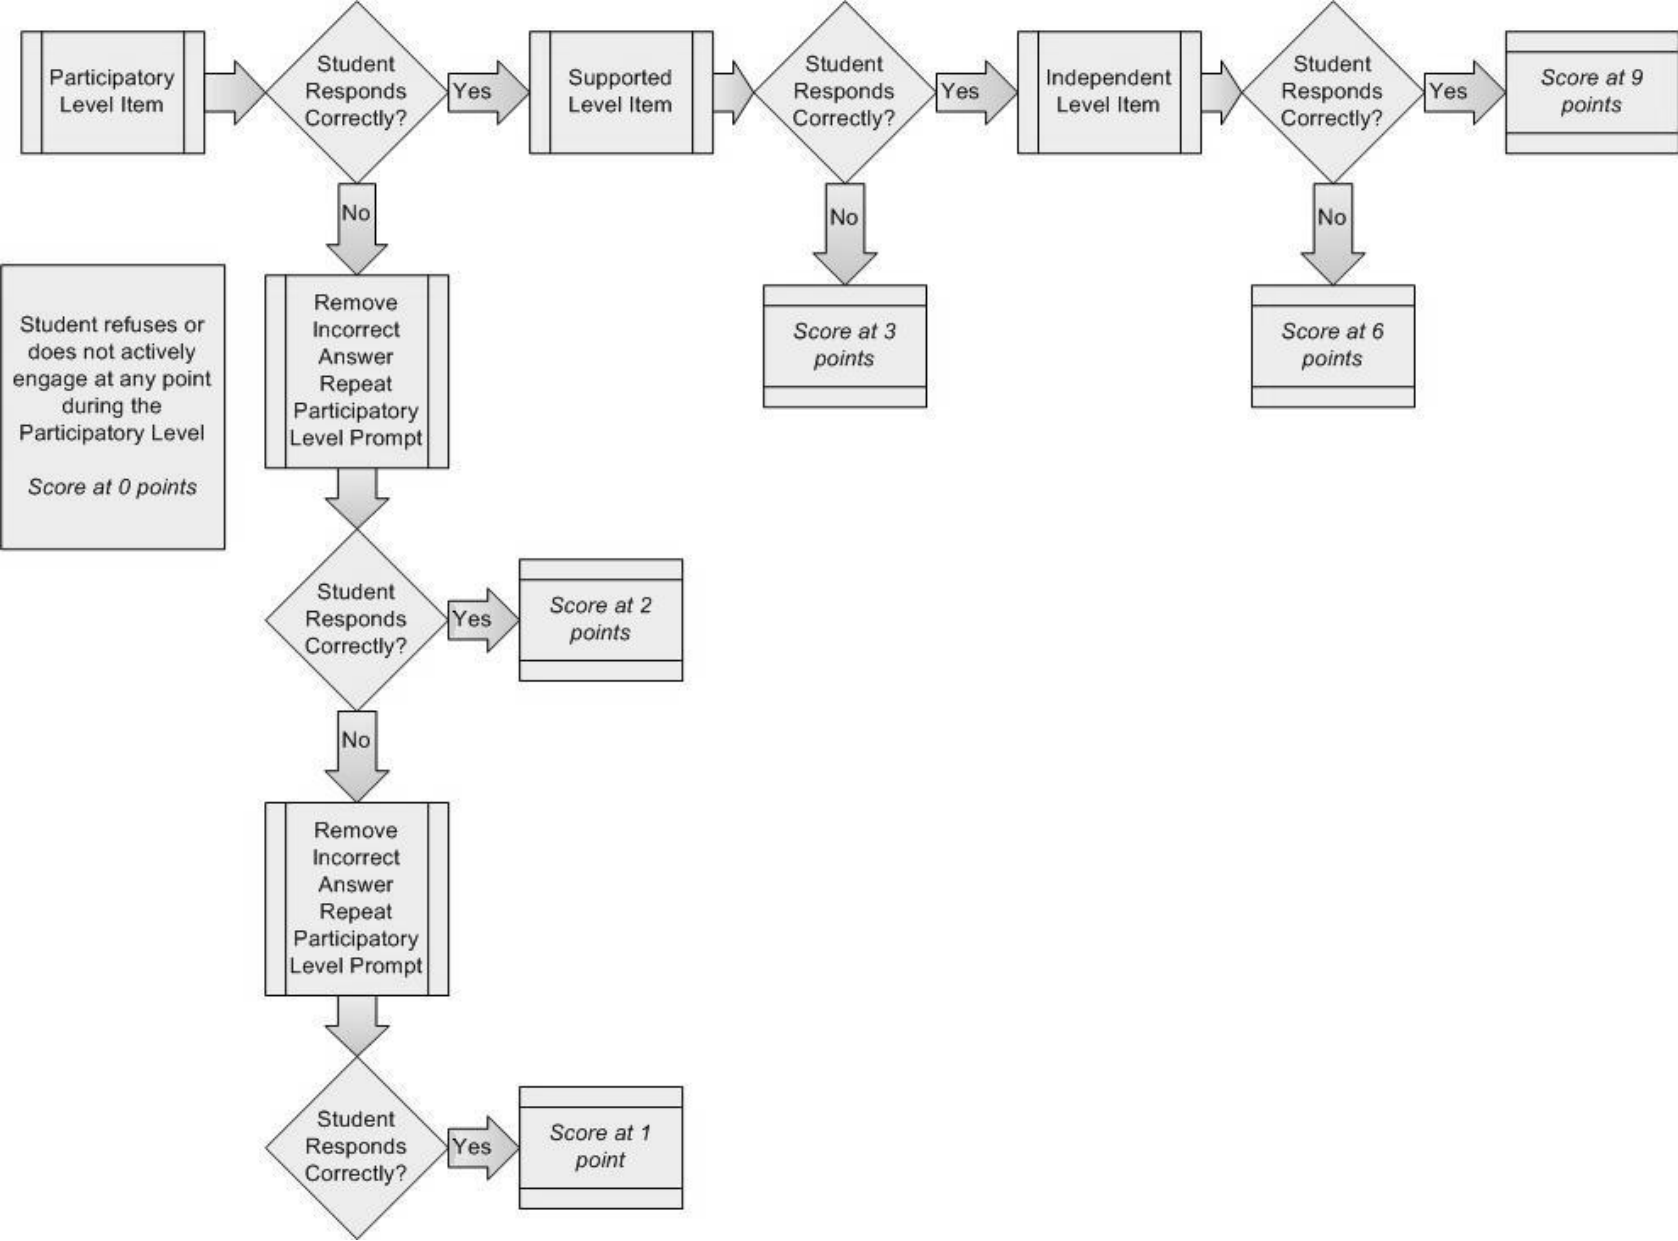 Participatory
Level Item
Student
Responds
Correctly?
Yes
Supported
Level Item
Student
Responds
Correctly?
Yes
Independent
Level Item
Student
Responds
Correctly?
Yes
Score at 9
points
No
No
No
Student refuses or
does not actively
engage at any point
during the
Participatory Level
Score at 0 points
Remove
Incorrect
Answer
Repeat
Participatory
Level Prompt
Score at 3
points
Score at 6
points
Student
Responds
Correctly?
Yes
Score at 2
points
No
Remove
Incorrect
Answer
Repeat
Participatory
Level Prompt
Student
Responds
Correctly?
Yes
Score at 1
point